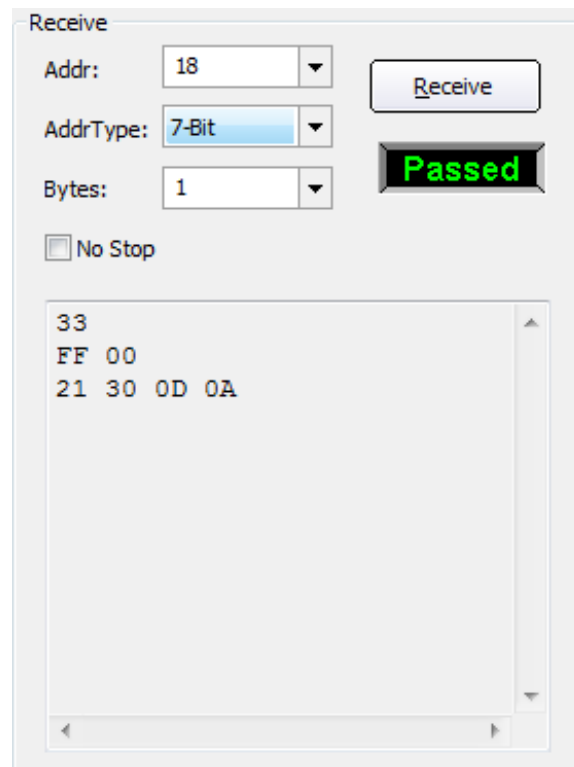 Receive
Addr: 18
Receive
AddrType: 7-Bit
Passed
Bytes: 1
No Stop
33
FF 00
21 30 0D 0A